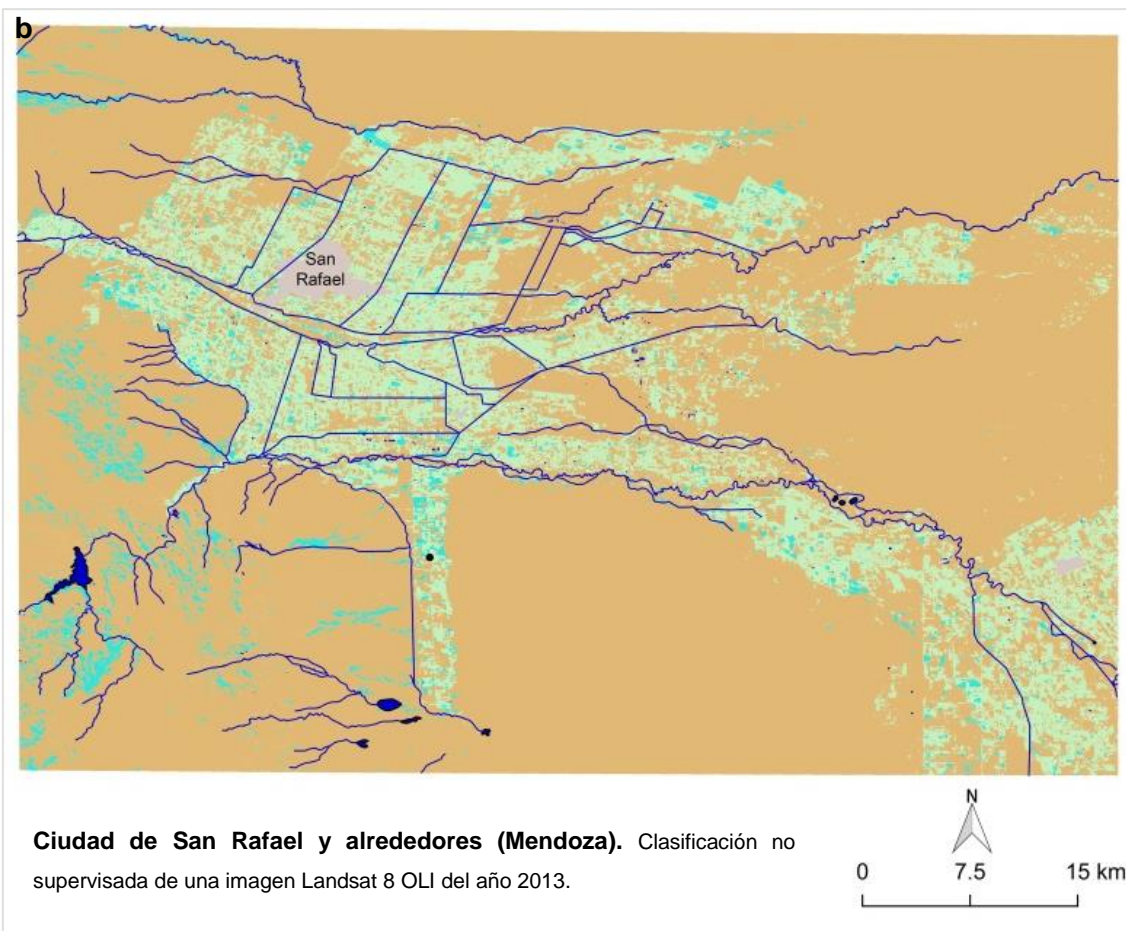 b
San
Rafael
N
Ciudad de San Rafael y alrededores (Mendoza). Clasificación no
supervisada de una imagen Landsat 8 OLI del año 2013.
0 7.5 15 km